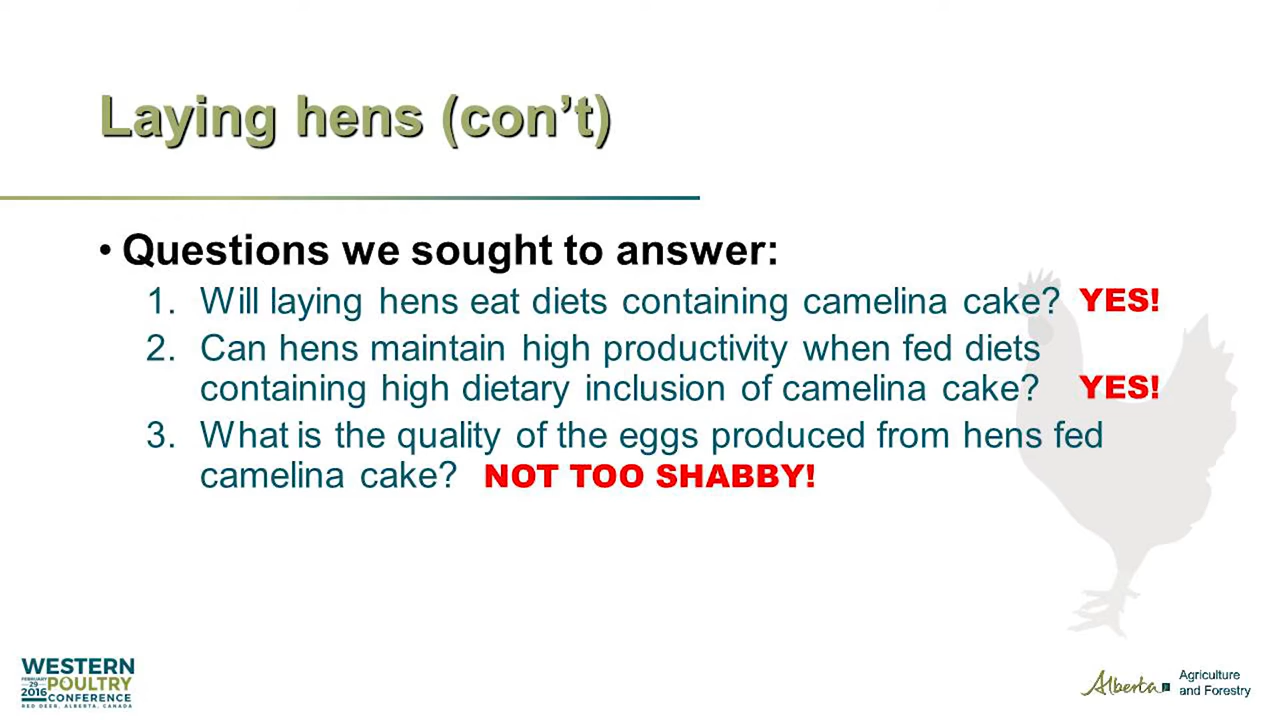 Laying hens (con’t)
• Questions we sought to answer:
1. Will laying hens eat diets containing camelina cake? YES!
2. Can hens maintain high productivity when fed diets
containing high dietary inclusion of camelina cake? YES!
3. What is the quality of the eggs produced from hens fed
camelina cake? NOT TOO SHABBY!
WESTERN
FEBRUARY
29
2016
POULTRY
CONFERENCE
RED DEER, ALBERTA, CANADA
Alberta
Agriculture
and Forestry